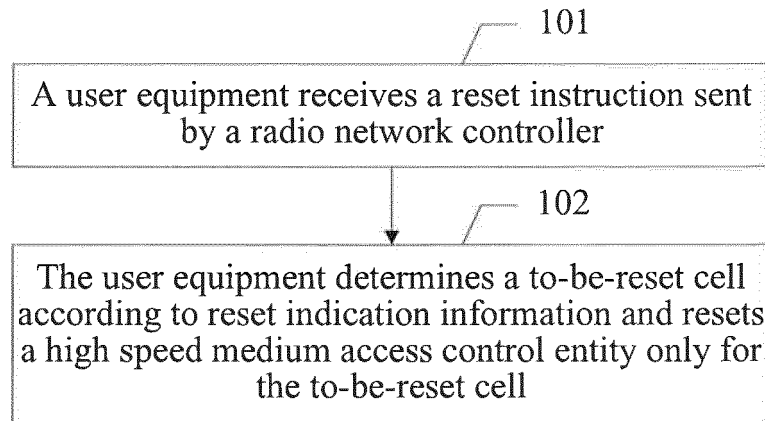 101
A user equipment receives a reset instruction sent
by a radio network controller
102
The user equipment determines a to-be-reset cell
according to reset indication information and resets
a high speed medium access control entity only for
the to-be-reset cell